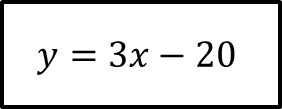 y = 3x − 20